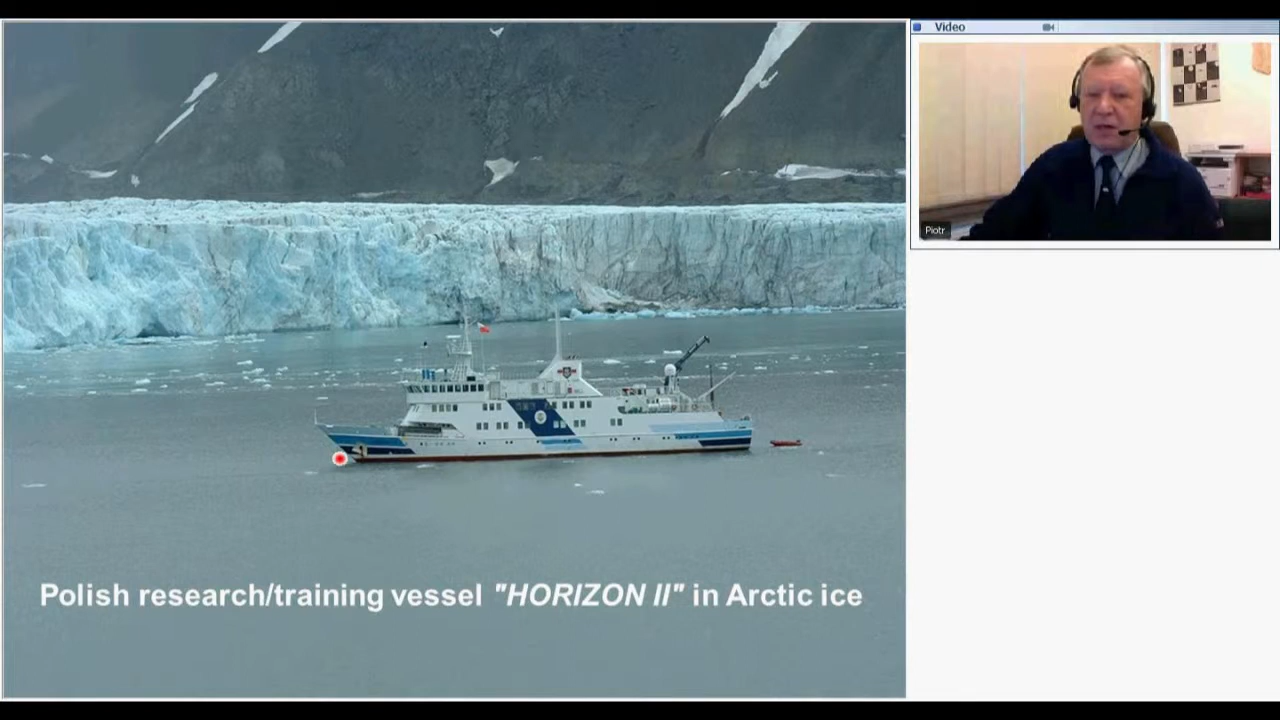 Video
Piotr
Polish research/training vessel "HORIZON II" in Arctic ice